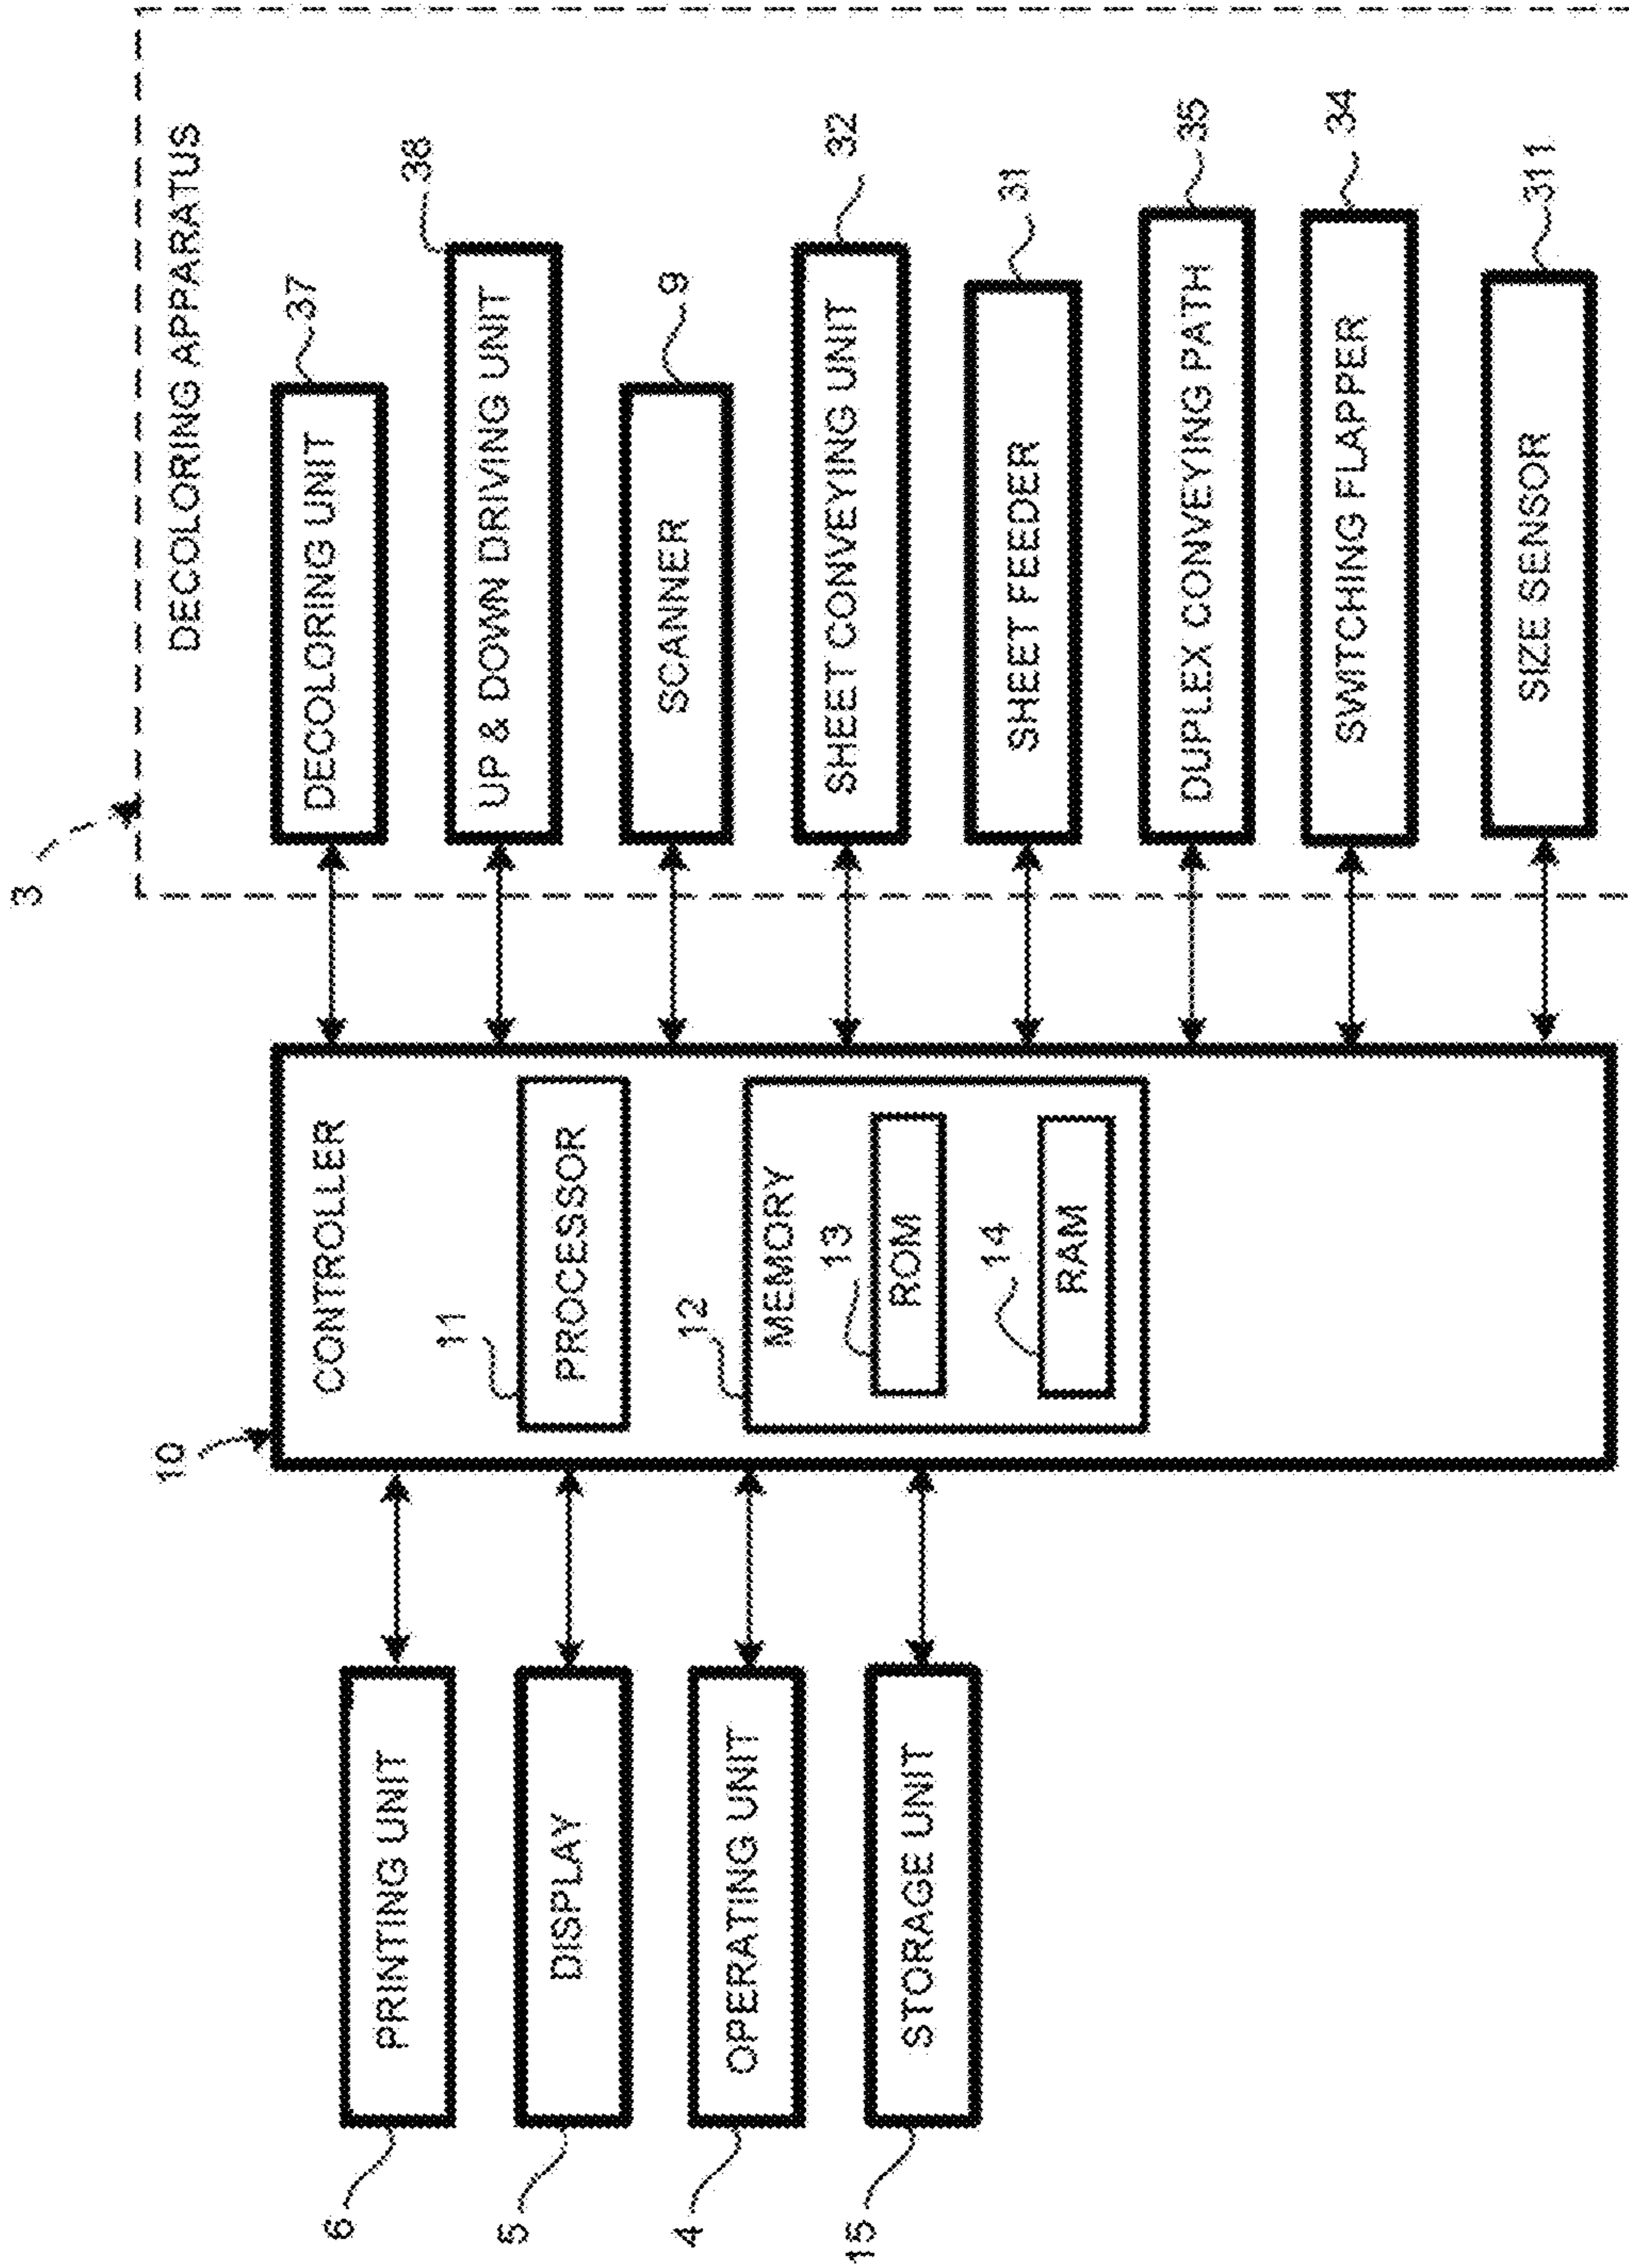 3
DECOLORING APPARATUS
10
CONTROLLER
11
PROCESSOR
12
MEMORY
13
ROM
14
RAM
6
PRINTING UNIT
5
DISPLAY
4
OPERATING UNIT
15
STORAGE UNIT
DECOLORING UNIT
37
UP & DOWN DRIVING UNIT
38
SCANNER
9
SHEET CONVEYING UNIT
32
SHEET FEEDER
31
DUPLEX CONVEYING PATH
35
SWITCHING FLAPPER
34
SIZE SENSOR
311